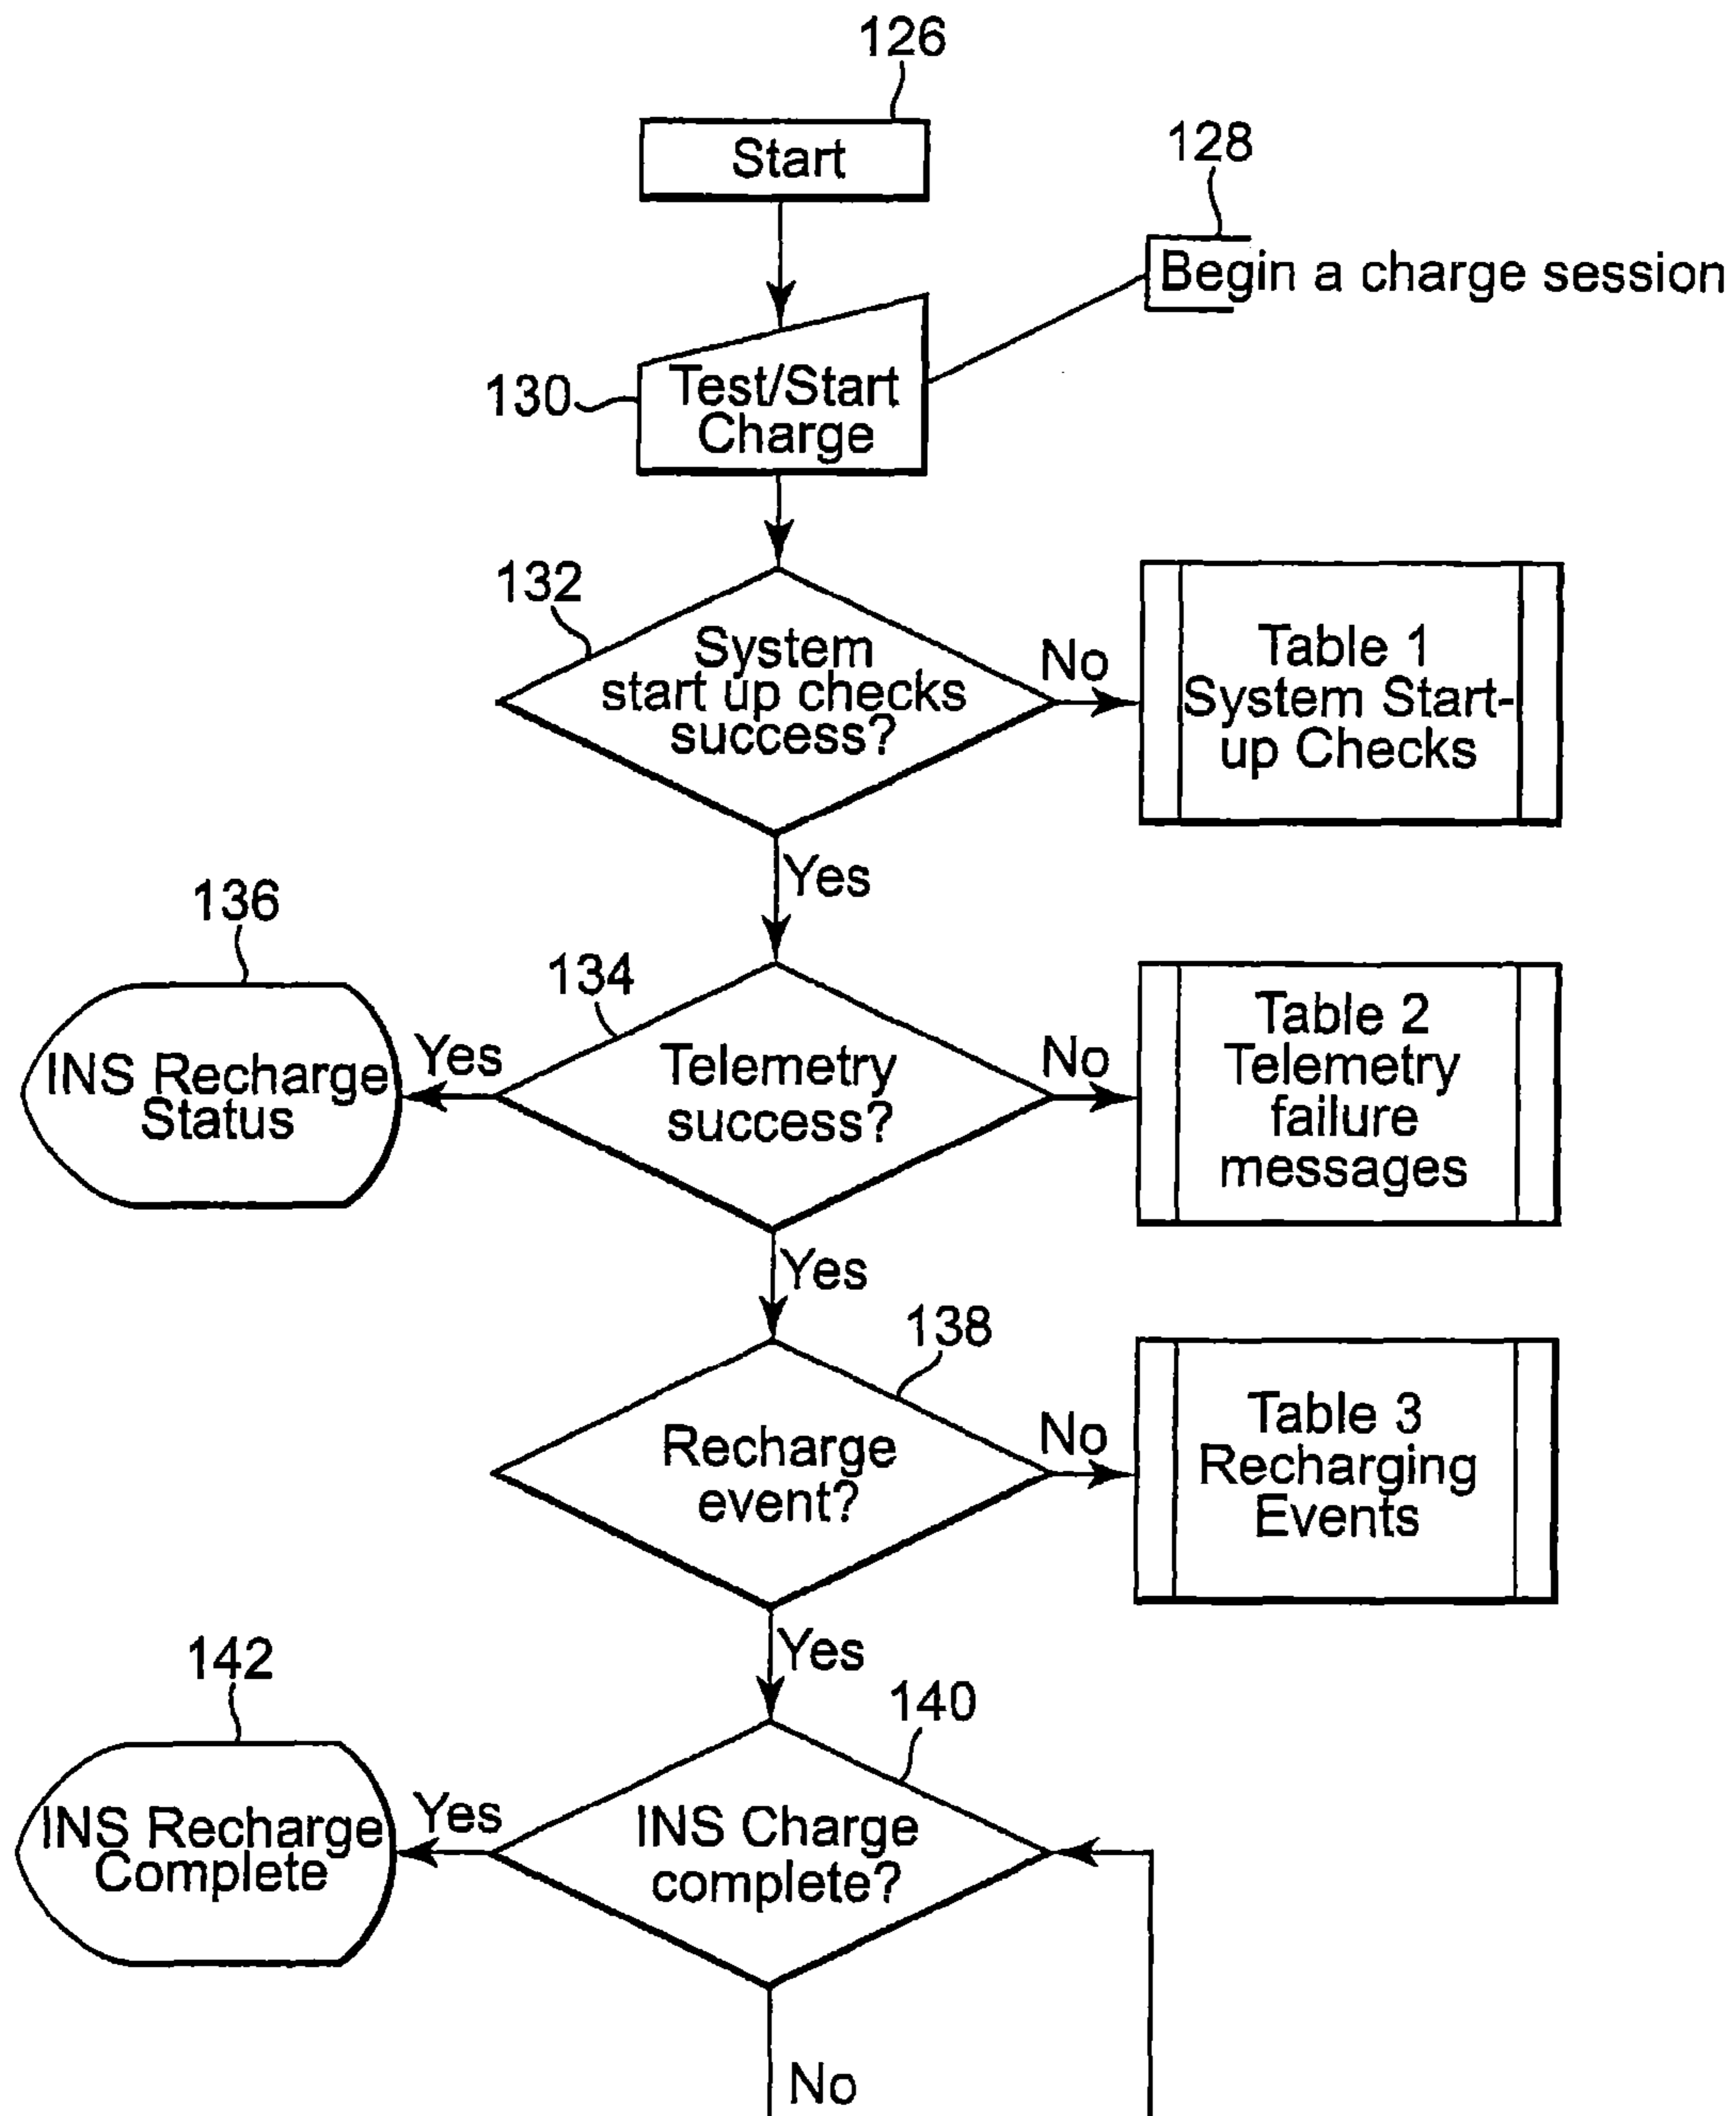 126
Start
128
Begin a charge session
130
Test/Start
Charge
132
System
start up checks
success?
No
Table 1
System Start-
up Checks
Yes
136
134
INS Recharge
Status
Yes
Telemetry
success?
No
Table 2
Telemetry
failure
messages
Yes
138
Recharge
event?
No
Table 3
Recharging
Events
Yes
142
140
INS Recharge
Complete
Yes
INS Charge
complete?
No